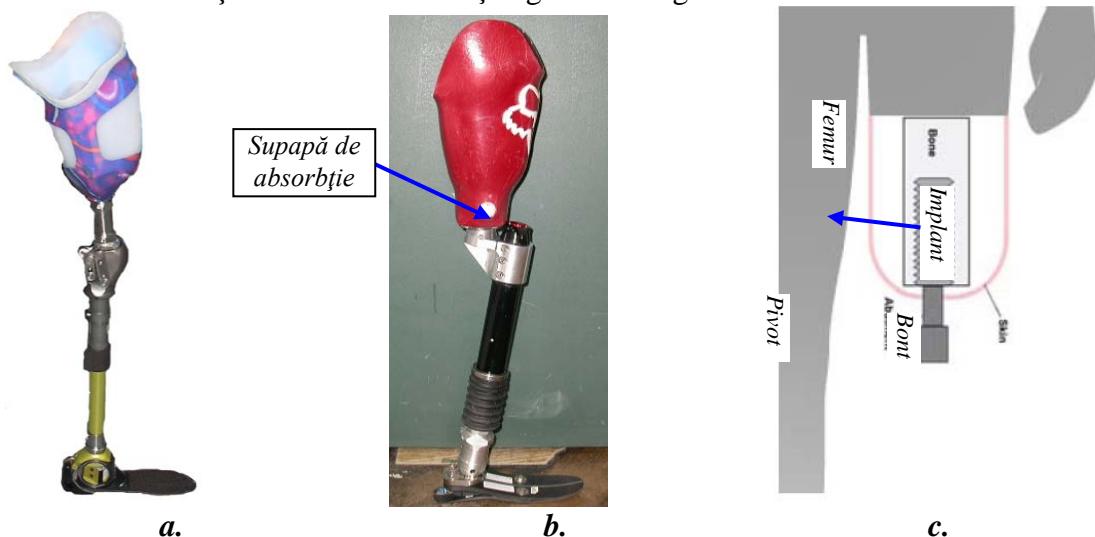 Supapă de
absorbţie
Femur
Bone
Implant
Pivot
Bont
Skin
a.
b.
c.